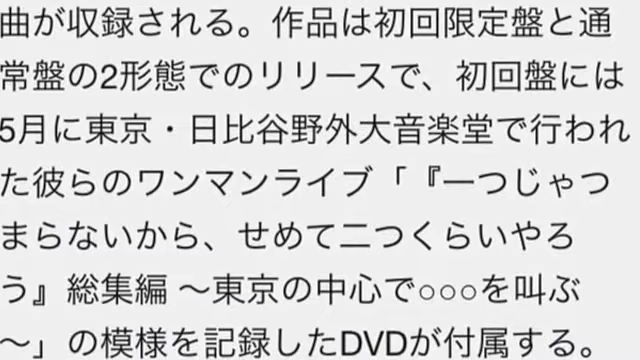 曲が収録される。作品は初回限定盤と通
常盤の2形態でのリリースで、初回盤には
5月に東京・日比谷野外大音楽堂で行われ
た彼らのワンマンライブ「『一つじゃつ
まらないから、せめて二つくらいやろ
う』総集編 〜東京の中心で○○○を叫ぶ
〜」の模様を記録したDVDが付属する。